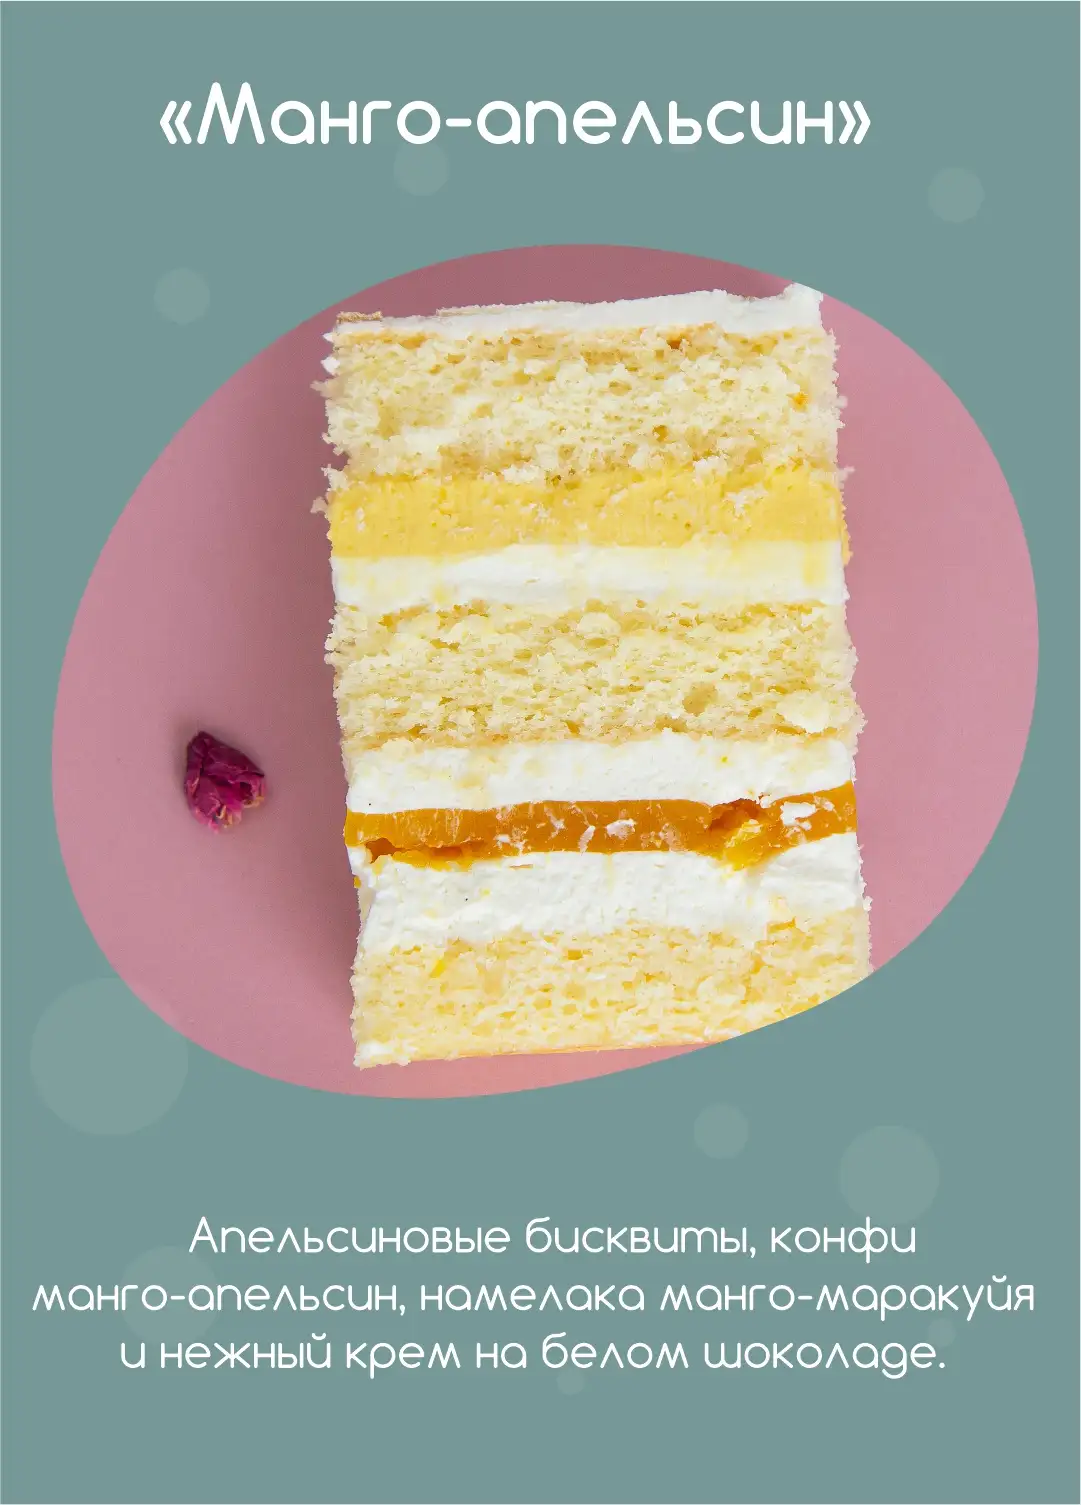 «Манго-апельсин»
Апельсиновые бисквиты, конфи
манго-апельсин, намелака манго-маракуйя
и нежный крем на белом шоколаде.